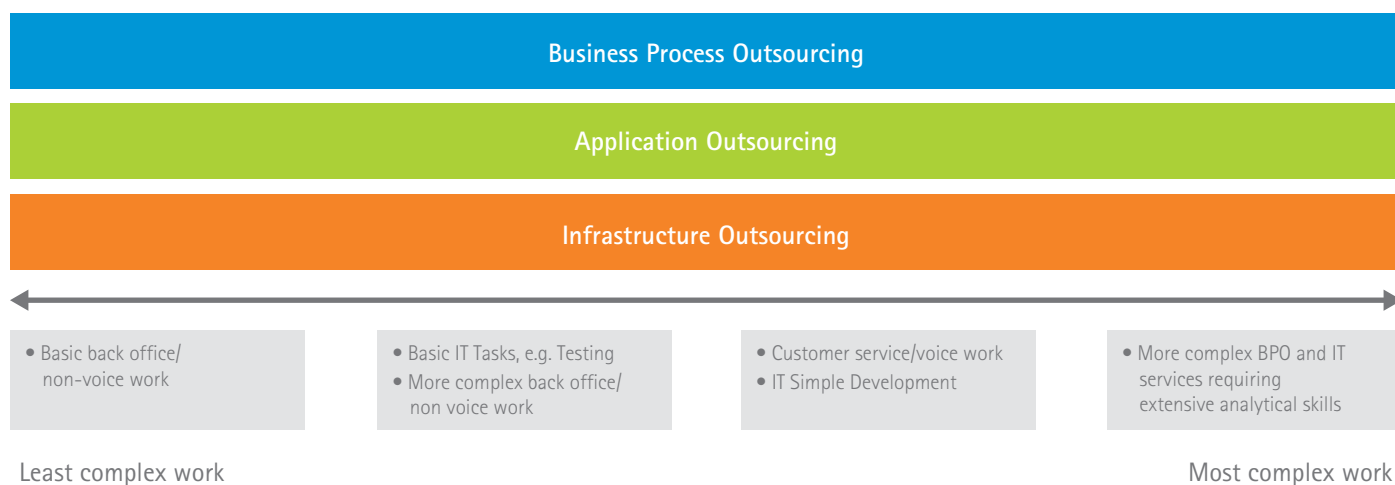 Business Process Outsourcing
Application Outsourcing
Infrastructure Outsourcing
• Basic back office/
non-voice work
• Basic IT Tasks, e.g. Testing
• More complex back office/
non voice work
• Customer service/voice work
• IT Simple Development
• More complex BPO and IT
services requiring
extensive analytical skills
Least complex work
Most complex work